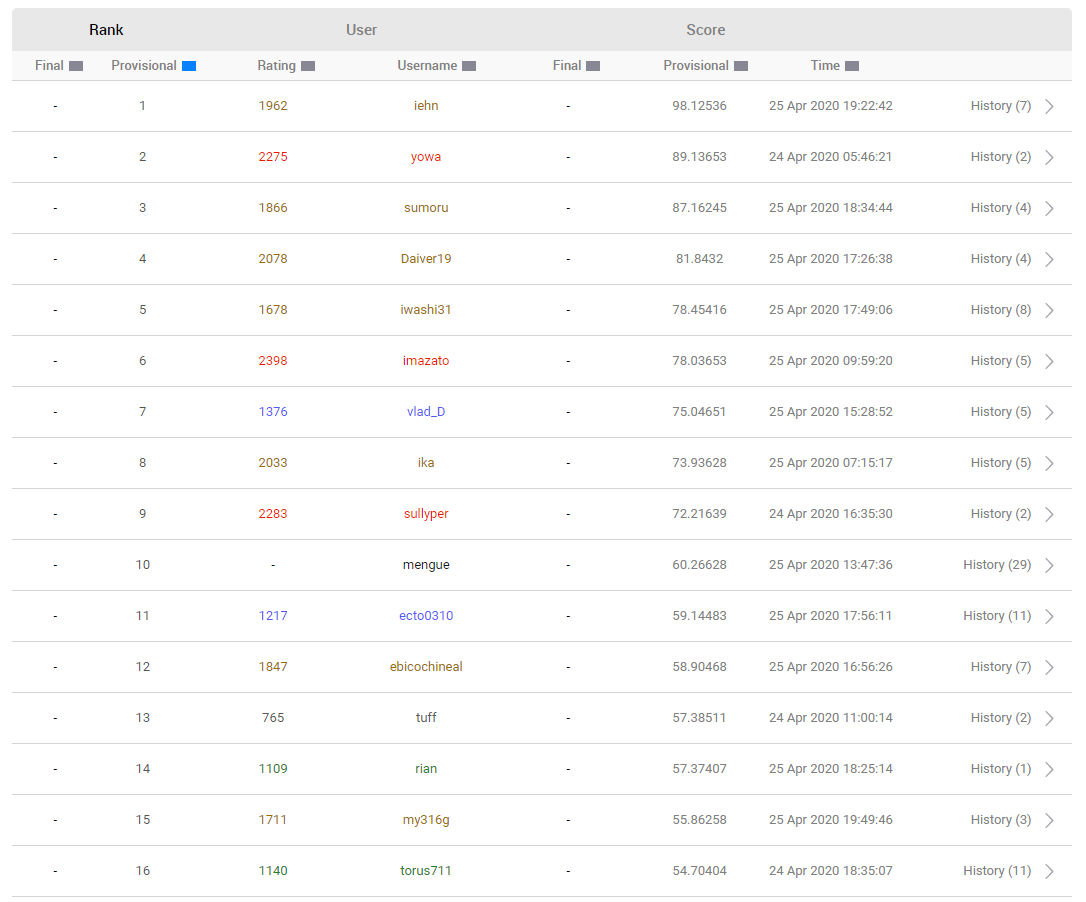 Rank User Score
Final Provisional Rating Username Final Provisional Time
- 1 1962 iehn - 98.12536 25 Apr 2020 19:22:42 History (7)
- 2 2275 yowa - 89.13653 24 Apr 2020 05:46:21 History (2)
- 3 1866 sumoru - 87.16245 25 Apr 2020 18:34:44 History (4)
- 4 2078 Daiver19 - 81.8432 25 Apr 2020 17:26:38 History (4)
- 5 1678 iwashi31 - 78.45416 25 Apr 2020 17:49:06 History (8)
- 6 2398 imazato - 78.03653 25 Apr 2020 09:59:20 History (5)
- 7 1376 vlad_D - 75.04651 25 Apr 2020 15:28:52 History (5)
- 8 2033 ika - 73.93628 25 Apr 2020 07:15:17 History (5)
- 9 2283 sullyper - 72.21639 24 Apr 2020 16:35:30 History (2)
- 10 - mengue - 60.26628 25 Apr 2020 13:47:36 History (29)
- 11 1217 ecto0310 - 59.14483 25 Apr 2020 17:56:11 History (11)
- 12 1847 ebicochineal - 58.90468 25 Apr 2020 16:56:26 History (7)
- 13 765 tuff - 57.38511 24 Apr 2020 11:00:14 History (2)
- 14 1109 rian - 57.37407 25 Apr 2020 18:25:14 History (1)
- 15 1711 my316g - 55.86258 25 Apr 2020 19:49:46 History (3)
- 16 1140 torus711 - 54.70404 24 Apr 2020 18:35:07 History (11)